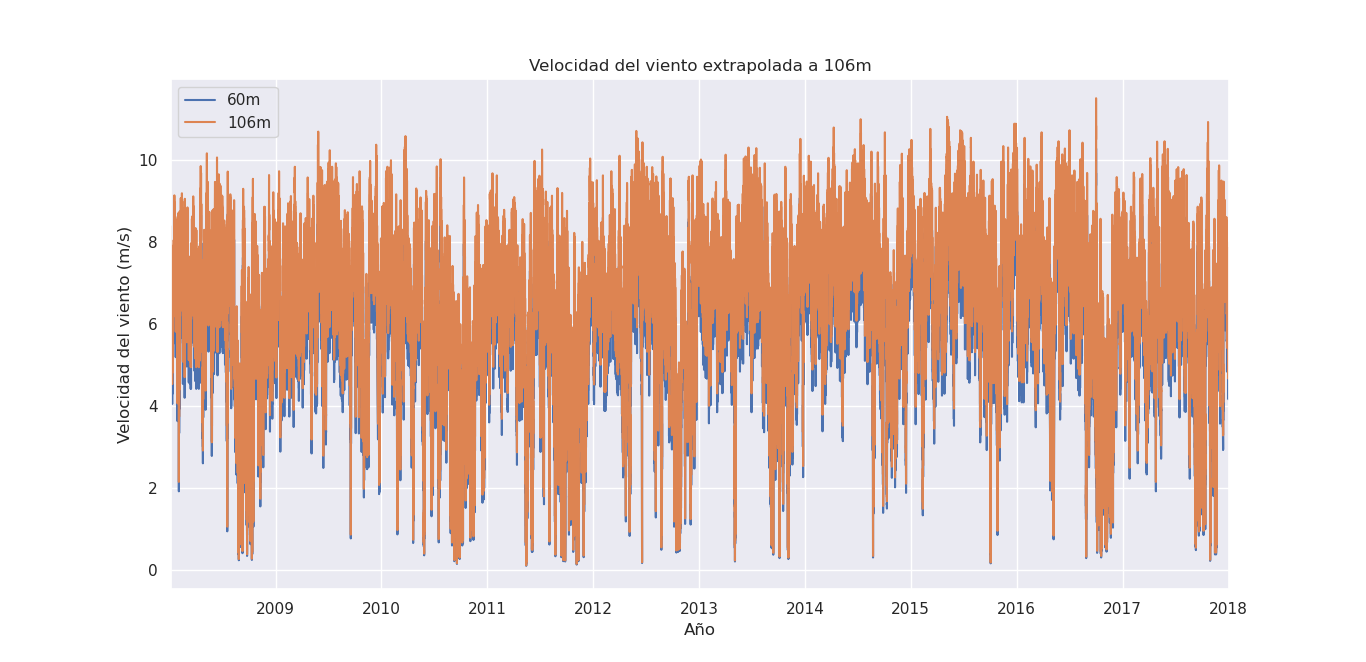 Velocidad del viento extrapolada a 106m
60m
106m
Velocidad del viento (m/s)
10
8
6
4
2
0
2009 2010 2011 2012 2013 2014 2015 2016 2017 2018
Año